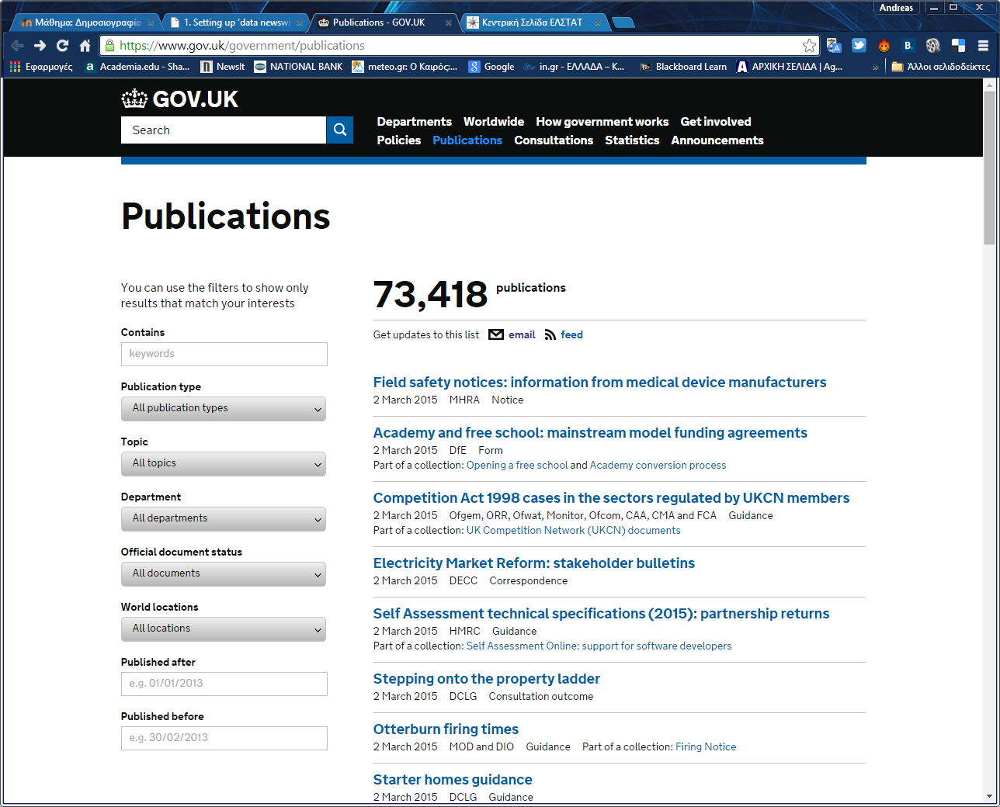 Andreas
Μάθημα: Δημοσιογραφία
1. Setting up 'data newswi
Publications - GOV.UK
Κεντρική Σελίδα ΕΛΣΤΑΤ
https://www.gov.uk/government/publications
Εφαρμογές
Academia.edu - Sha...
NewsIt
NATIONAL BANK
meteo.gr: Ο Καιρός:...
Google
in.gr - ΕΛΛΑΔΑ – Κ...
Blackboard Learn
ΑΡΧΙΚΗ ΣΕΛΙΔΑ | Ag...
»
Άλλοι σελιδοδείκτες
GOV.UK
Search
Departments Worldwide How government works Get involved
Policies Publications Consultations Statistics Announcements
Publications
You can use the filters to show only
results that match your interests
Contains
keywords
Publication type
All publication types
Topic
All topics
Department
All departments
Official document status
All documents
World locations
All locations
Published after
e.g. 01/01/2013
Published before
e.g. 30/02/2013
73,418 publications
Get updates to this list email feed
Field safety notices: information from medical device manufacturers
2 March 2015 MHRA Notice
Academy and free school: mainstream model funding agreements
2 March 2015 DfE Form
Part of a collection: Opening a free school and Academy conversion process
Competition Act 1998 cases in the sectors regulated by UKCN members
2 March 2015 Ofgem, ORR, Ofwat, Monitor, Ofcom, CAA, CMA and FCA Guidance
Part of a collection: UK Competition Network (UKCN) documents
Electricity Market Reform: stakeholder bulletins
2 March 2015 DECC Correspondence
Self Assessment technical specifications (2015): partnership returns
2 March 2015 HMRC Guidance
Part of a collection: Self Assessment Online: support for software developers
Stepping onto the property ladder
2 March 2015 DCLG Consultation outcome
Otterburn firing times
2 March 2015 MOD and DIO Guidance Part of a collection: Firing Notice
Starter homes guidance
2 March 2015 DCLG Guidance